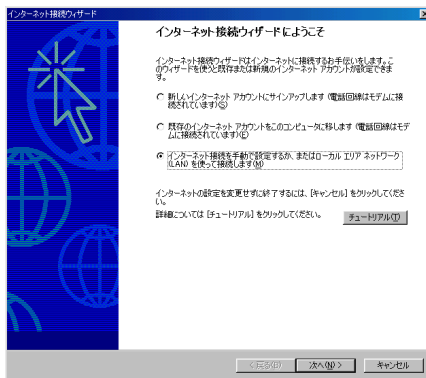 インターネット接続ウィザード
インターネット接続ウィザードにようこそ
インターネット接続ウィザードはインターネットに接続するお手伝いをします。こ
のウィザードを使うと既存または新規のインターネット アカウントが設定できま
す。
新しいインターネット アカウントにサインアップします (電話回線はモデムに接
続されています)(S)
既存のインターネット アカウントをこのコンピュータに移します (電話回線はモデ
ムに接続されています)(E)
インターネット接続を手動で設定するか、またはローカル エリア ネットワーク
(LAN) を使って接続します(M)
インターネットの設定を変更せずに終了するには、[キャンセル] をクリックしてくださ
い。
詳細については [チュートリアル] をクリックしてください。
チュートリアル(T)
< 戻る(B)
次へ(N) >
キャンセル